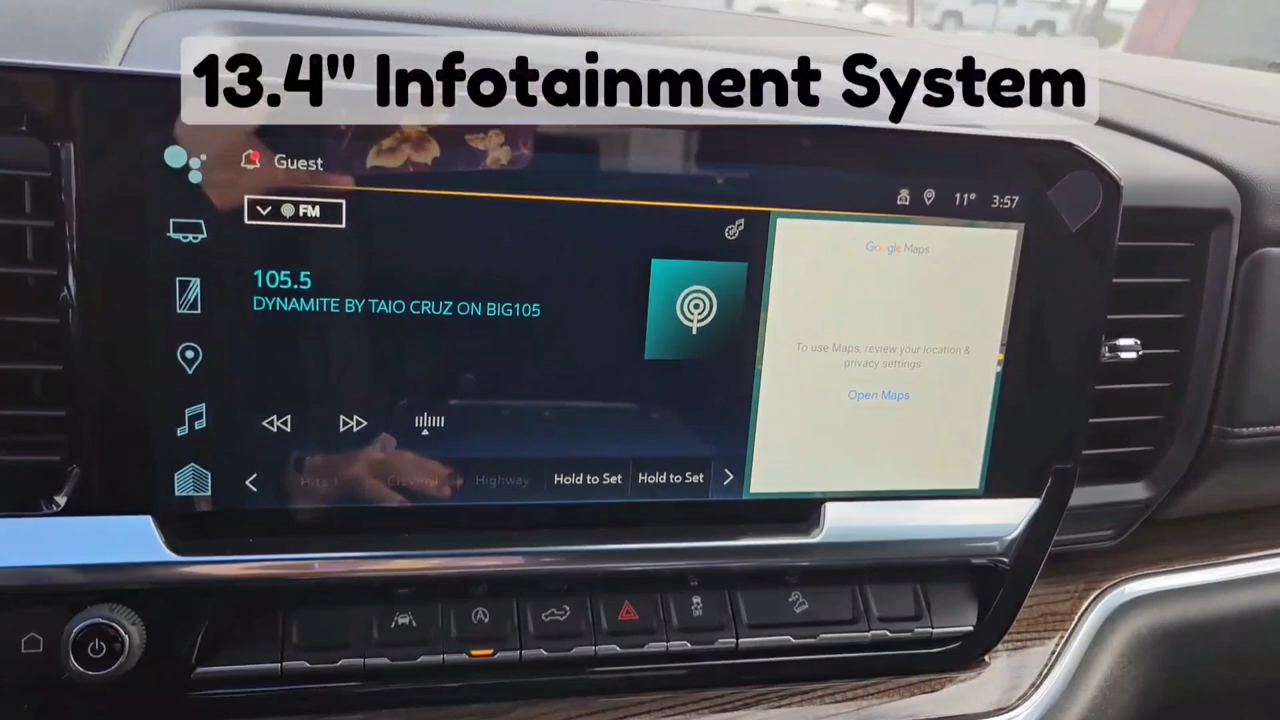 13.4" Infotainment System
Guest
11° 3:57
FM
Google Maps
105.5
DYNAMITE BY TAIO CRUZ ON BIG105
To use Maps, review your location &
privacy settings
Open Maps
Highway Hold to Set Hold to Set
OFF